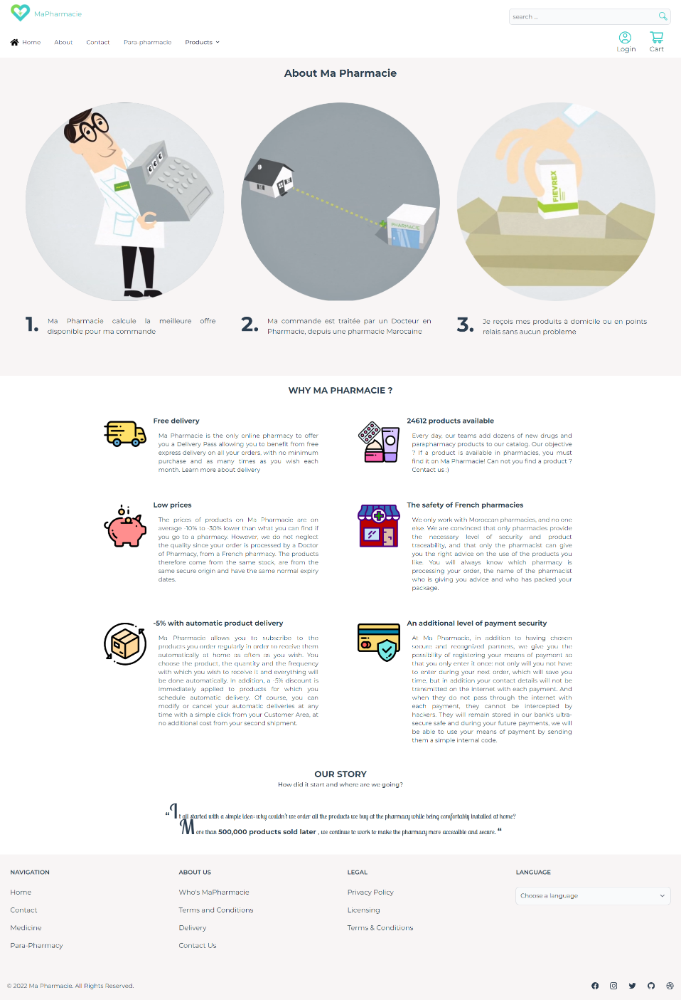 MaPharmacie
search ...
Home About Contact Para-pharmacie Products
Login Cart
About Ma Pharmacie
PHARMACIE
FIEVREX
1. Ma Pharmacie calcule la meilleure offre
disponible pour ma commande
2. Ma commande est traitée par un Docteur en
Pharmacie, depuis une pharmacie Marocaine
3. Je reçois mes produits à domicile ou en points
relais sans aucun probleme
WHY MA PHARMACIE ?
Free delivery
Ma Pharmacie is the only online pharmacy to offer
you a Delivery Pass allowing you to benefit from free
express delivery on all your orders, with no minimum
purchase and as many times as you wish each
month. Learn more about delivery
24612 products available
Every day, our teams add dozens of new drugs and
parapharmacy products to our catalog. Our objective
? If a product is available in pharmacies, you must
find it on Ma Pharmacie! Can not you find a product ?
Contact us :)
Low prices
The prices of products on Ma Pharmacie are on
average -10% to -30% lower than what you can find if
you go to a pharmacy. However, we do not neglect
the quality since your order is processed by a Doctor
of Pharmacy, from a French pharmacy. The products
therefore come from the same stock, are from the
same secure origin and have the same normal expiry
dates.
The safety of French pharmacies
We only work with Moroccan pharmacies, and no one
else. We are convinced that only pharmacies provide
the necessary level of security and product
traceability, and that only the pharmacist can give
you the right advice on the use of the products you
like. You will always know which pharmacy is
processing your order, the name of the pharmacist
who is giving you advice and who has packed your
package.
-5% with automatic product delivery
Ma Pharmacie allows you to subscribe to the
products you order regularly in order to receive them
automatically at home as often as you wish. You
choose the product, the quantity and the frequency
with which you wish to receive it and everything will
be done automatically. In addition, a -5% discount is
immediately applied to products for which you
schedule automatic delivery. Of course, you can
modify or cancel your automatic deliveries at any
time with a simple click from your Customer Area, at
no additional cost from your second shipment.
An additional level of payment security
At Ma Pharmacie, in addition to having chosen
secure and recognized partners, we give you the
possibility of registering your means of payment so
that you only enter it once: not only will you not have
to enter during your next order, which will save you
time, but in addition your contact details will not be
transmitted on the internet with each payment. And
when they do not pass through the internet with
each payment, they cannot be intercepted by
hackers. They will remain stored in our bank's ultra-
secure safe and during your future payments, we will
be able to use your means of payment by sending
them a simple internal code.
OUR STORY
How did it start and where are we going?
“It all started with a simple idea: why couldn't we order all the products we buy at the pharmacy while being comfortably installed at home?
More than 500,000 products sold later , we continue to work to make the pharmacy more accessible and secure. “
NAVIGATION
Home
Contact
Medicine
Para-Pharmacy
ABOUT US
Who's MaPharmacie
Terms and Conditions
Delivery
Contact Us
LEGAL
Privacy Policy
Licensing
Terms & Conditions
LANGUAGE
Choose a language
© 2022 Ma Pharmacie. All Rights Reserved.